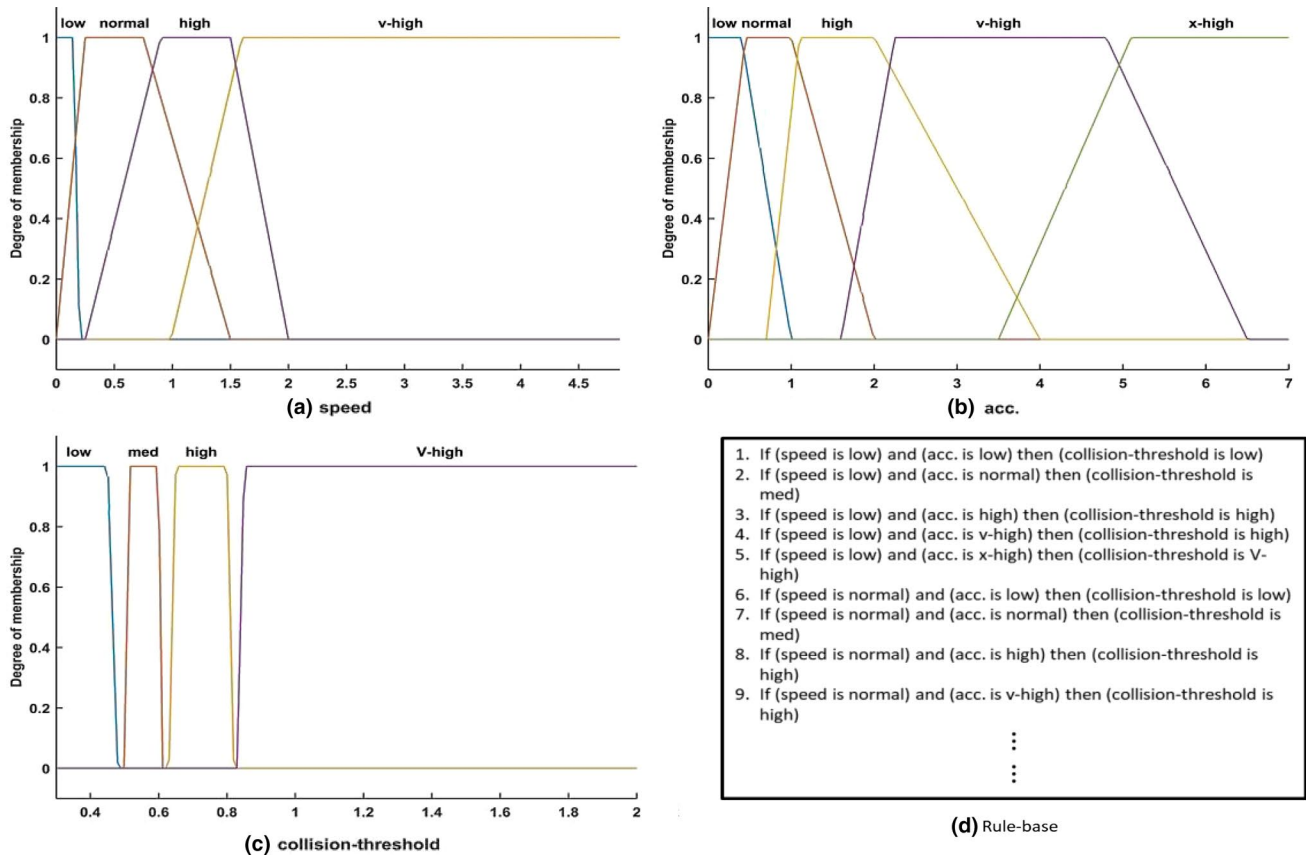 low normal high v-high
1
0.8
0.6
0.4
0.2
0
Degree of membership
0 0.5 1 1.5 2 2.5 3 3.5 4 4.5
(a) speed
low normal high v-high x-high
1
0.8
0.6
0.4
0.2
0
Degree of membership
0 1 2 3 4 5 6 7
(b) acc.
low med high V-high
1
0.8
0.6
0.4
0.2
0
Degree of membership
0.4 0.6 0.8 1 1.2 1.4 1.6 1.8 2
(c) collision-threshold
1. If (speed is low) and (acc. is low) then (collision-threshold is low)
2. If (speed is low) and (acc. is normal) then (collision-threshold is
med)
3. If (speed is low) and (acc. is high) then (collision-threshold is high)
4. If (speed is low) and (acc. is v-high) then (collision-threshold is high)
5. If (speed is low) and (acc. is x-high) then (collision-threshold is V-
high)
6. If (speed is normal) and (acc. is low) then (collision-threshold is low)
7. If (speed is normal) and (acc. is normal) then (collision-threshold is
med)
8. If (speed is normal) and (acc. is high) then (collision-threshold is
high)
9. If (speed is normal) and (acc. is v-high) then (collision-threshold is
high)
⋮
⋮
(d) Rule-base